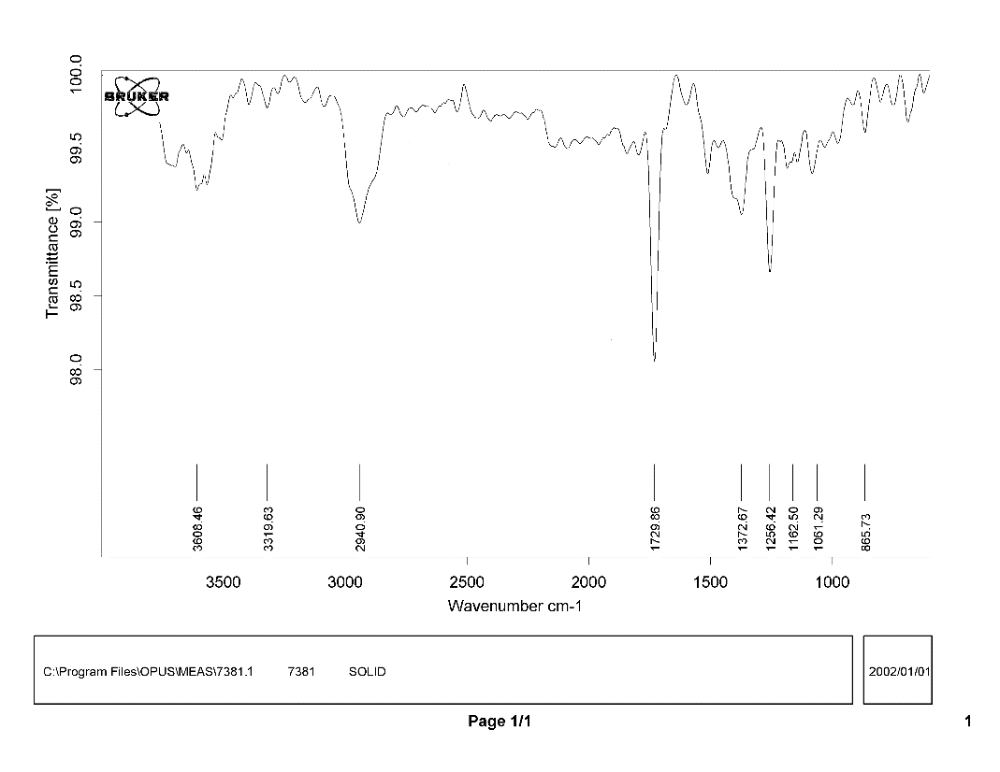 BRUKER
Transmittance [%]
100.0
99.5
99.0
98.5
98.0
3608.46
3319.63
2940.90
1729.86
1372.67
1256.42
1162.50
1061.29
865.73
3500 3000 2500 2000 1500 1000
Wavenumber cm-1
C:\Program Files\OPUS\MEAS\7381.1 7381 SOLID 2002/01/01
Page 1/1 1